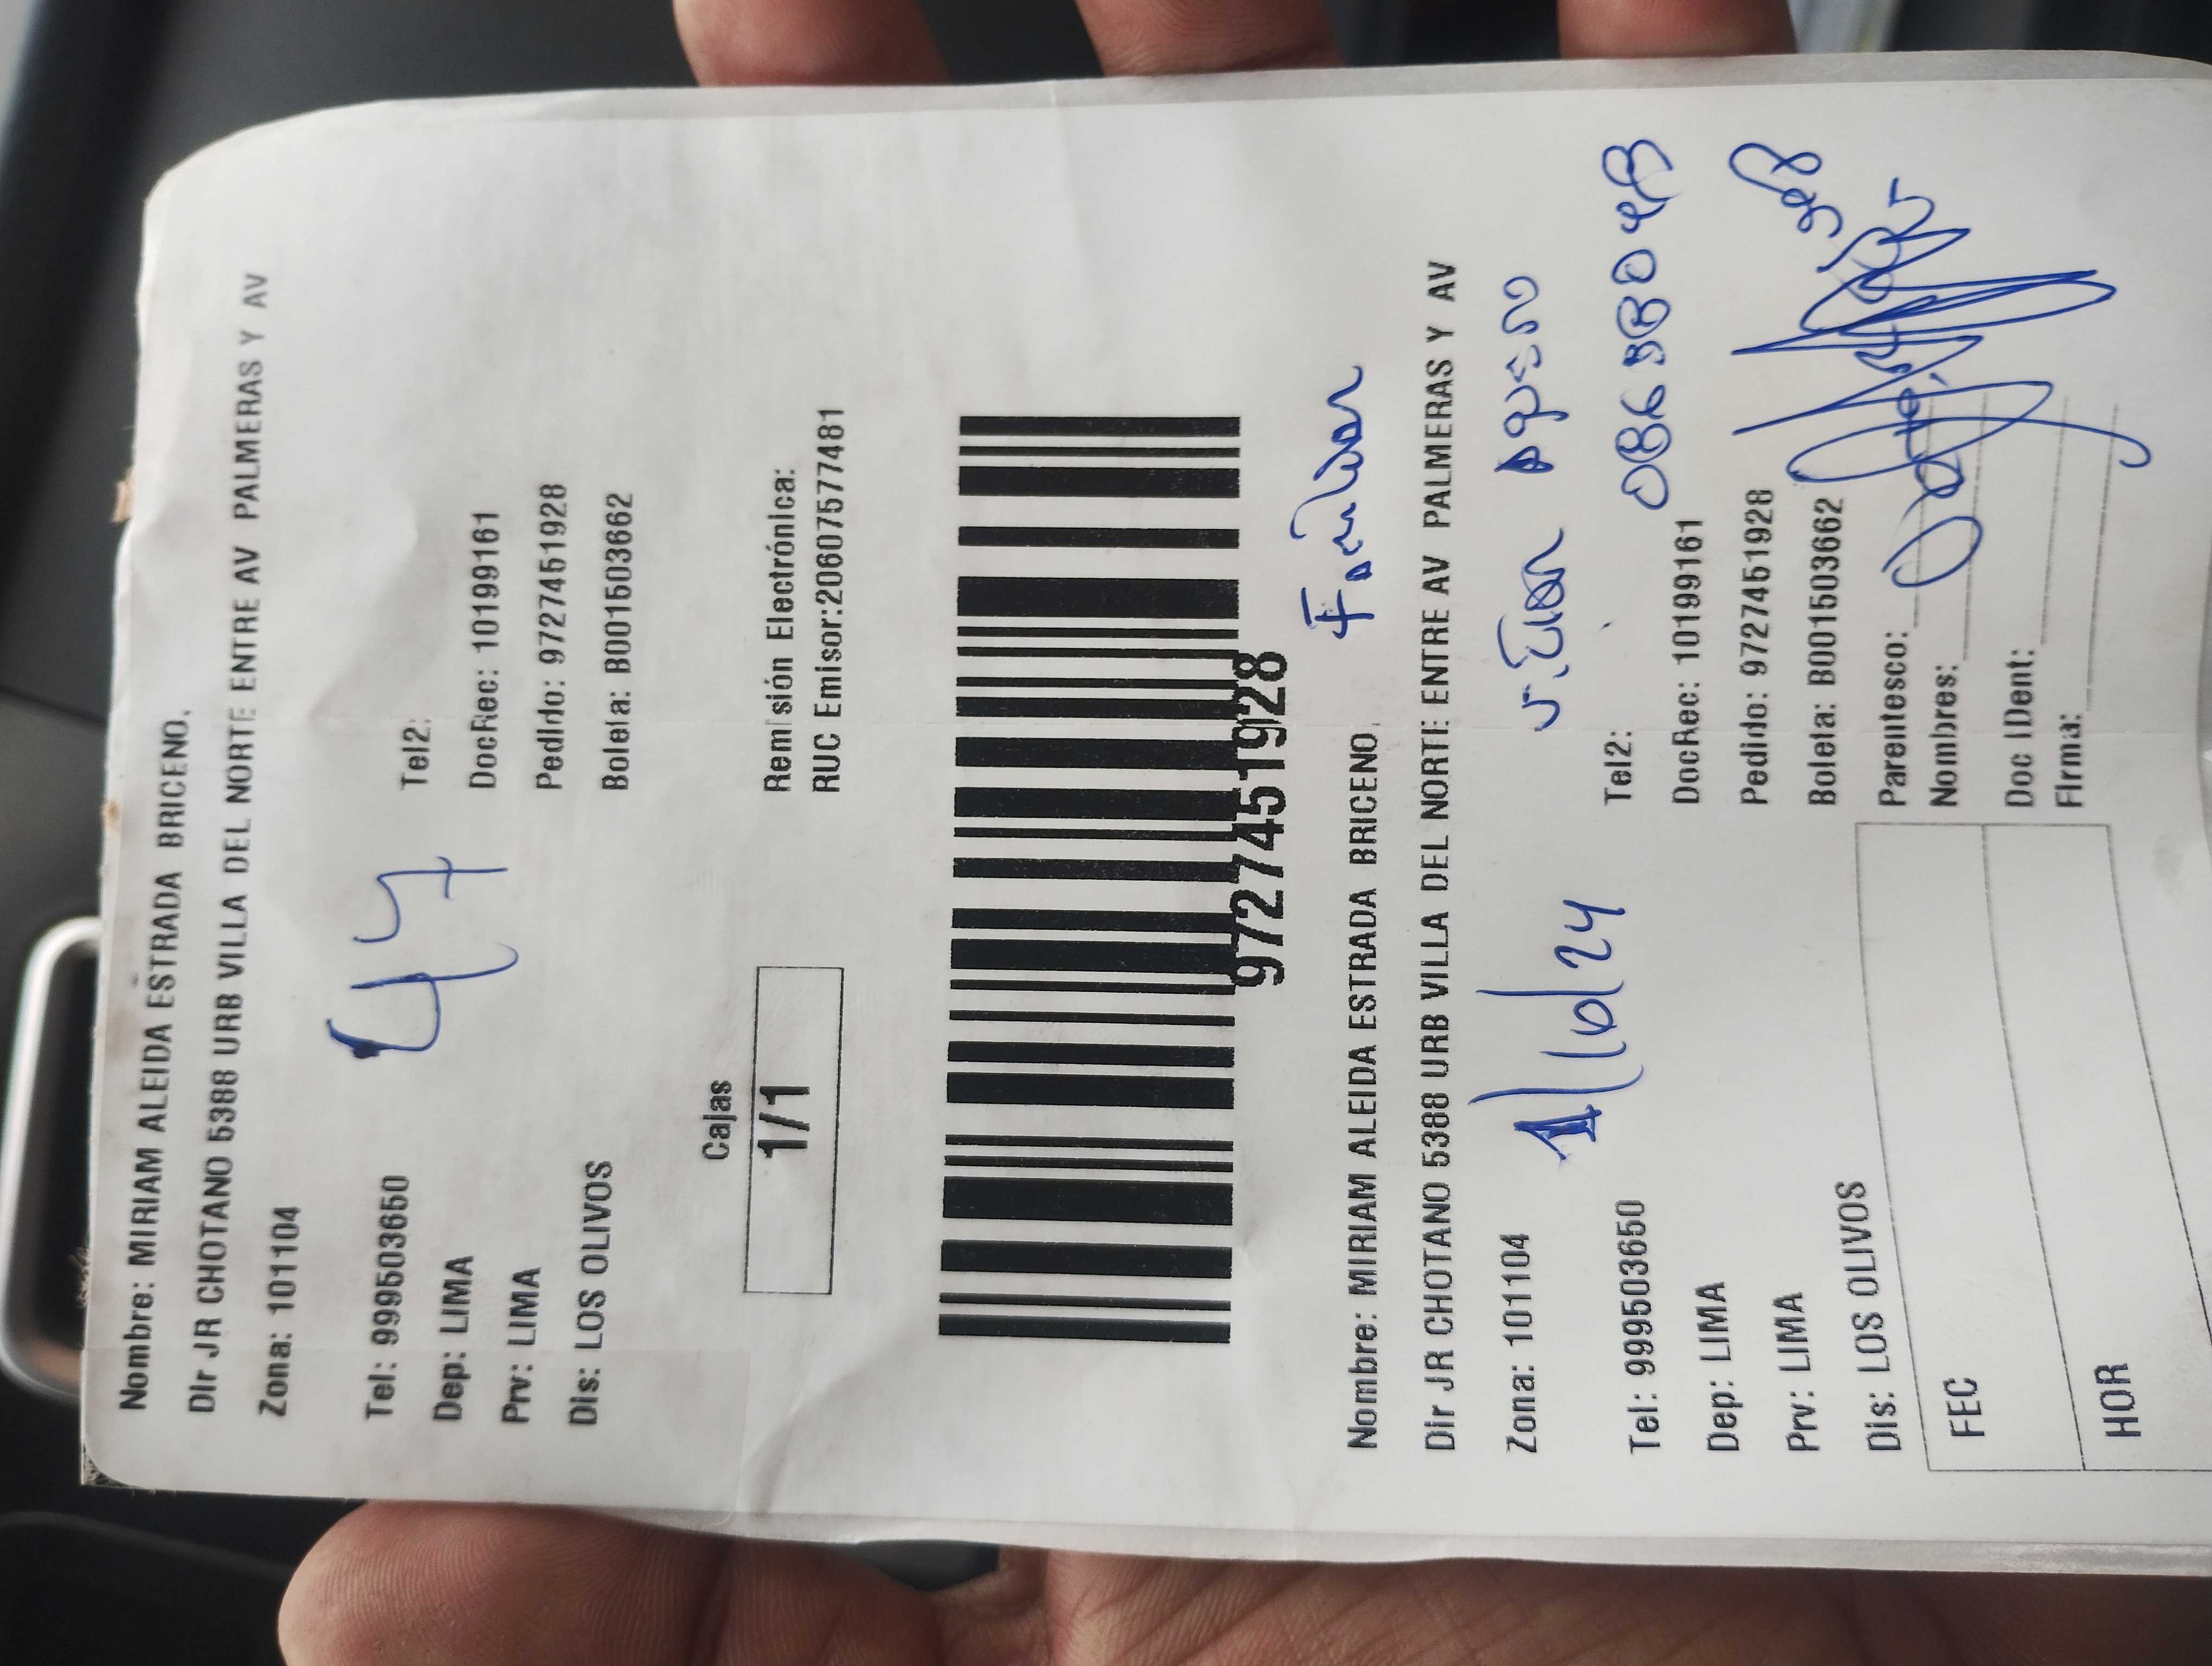 Nombre: MIRIAM ALEIDA ESTRADA BRICENO.
Dir JR CHOTANO 5388 URB VILLA DEL NORTE ENTRE AV PALMERAS Y AV
Zona: 101104
47
Tel: 999503650 Tel2:
Dep: LIMA DocRec: 10199161
Prv: LIMA Pedido: 9727451928
Dis: LOS OLIVOS Boleta: B001503662
Cajas
1/1
Remisión Electrónica:
RUC Emisor:20607577481
9727451928
Nombre: MIRIAM ALEIDA ESTRADA BRICENO.
Dir JR CHOTANO 5388 URB VILLA DEL NORTE ENTRE AV PALMERAS Y AV
Zona: 101104
1/10/24
Tel: 999503650 Tel2:
Dep: LIMA DocRec: 10199161
Prv: LIMA Pedido: 9727451928
Dis: LOS OLIVOS Boleta: B001503662
FEC Parentesco:
Nombres:
HOR Doc IDent:
Firma: